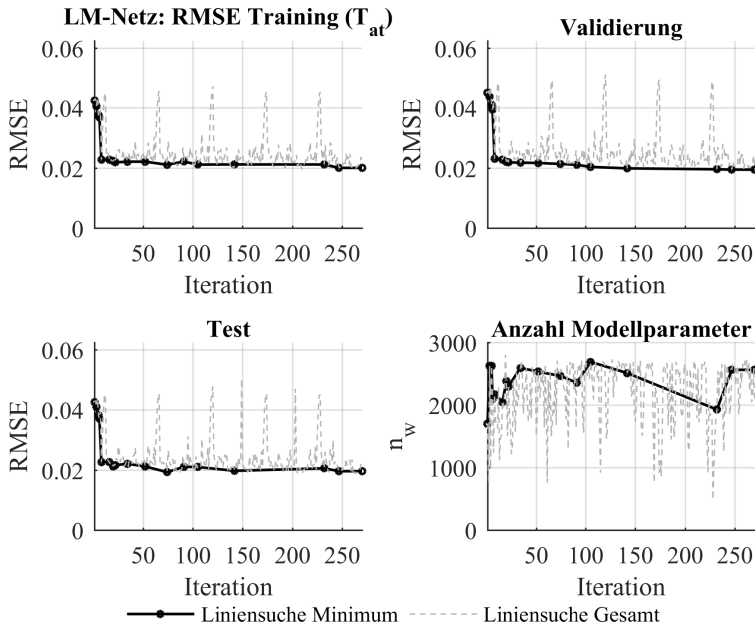 LM-Netz: RMSE Training (T_at)
RMSE
0.06
0.04
0.02
0
50 100 150 200 250
Iteration
Validierung
RMSE
0.06
0.04
0.02
0
50 100 150 200 250
Iteration
Test
RMSE
0.06
0.04
0.02
0
50 100 150 200 250
Iteration
Anzahl Modellparameter
n_w
3000
2000
1000
0
50 100 150 200 250
Iteration
Liniensuche Minimum Liniensuche Gesamt